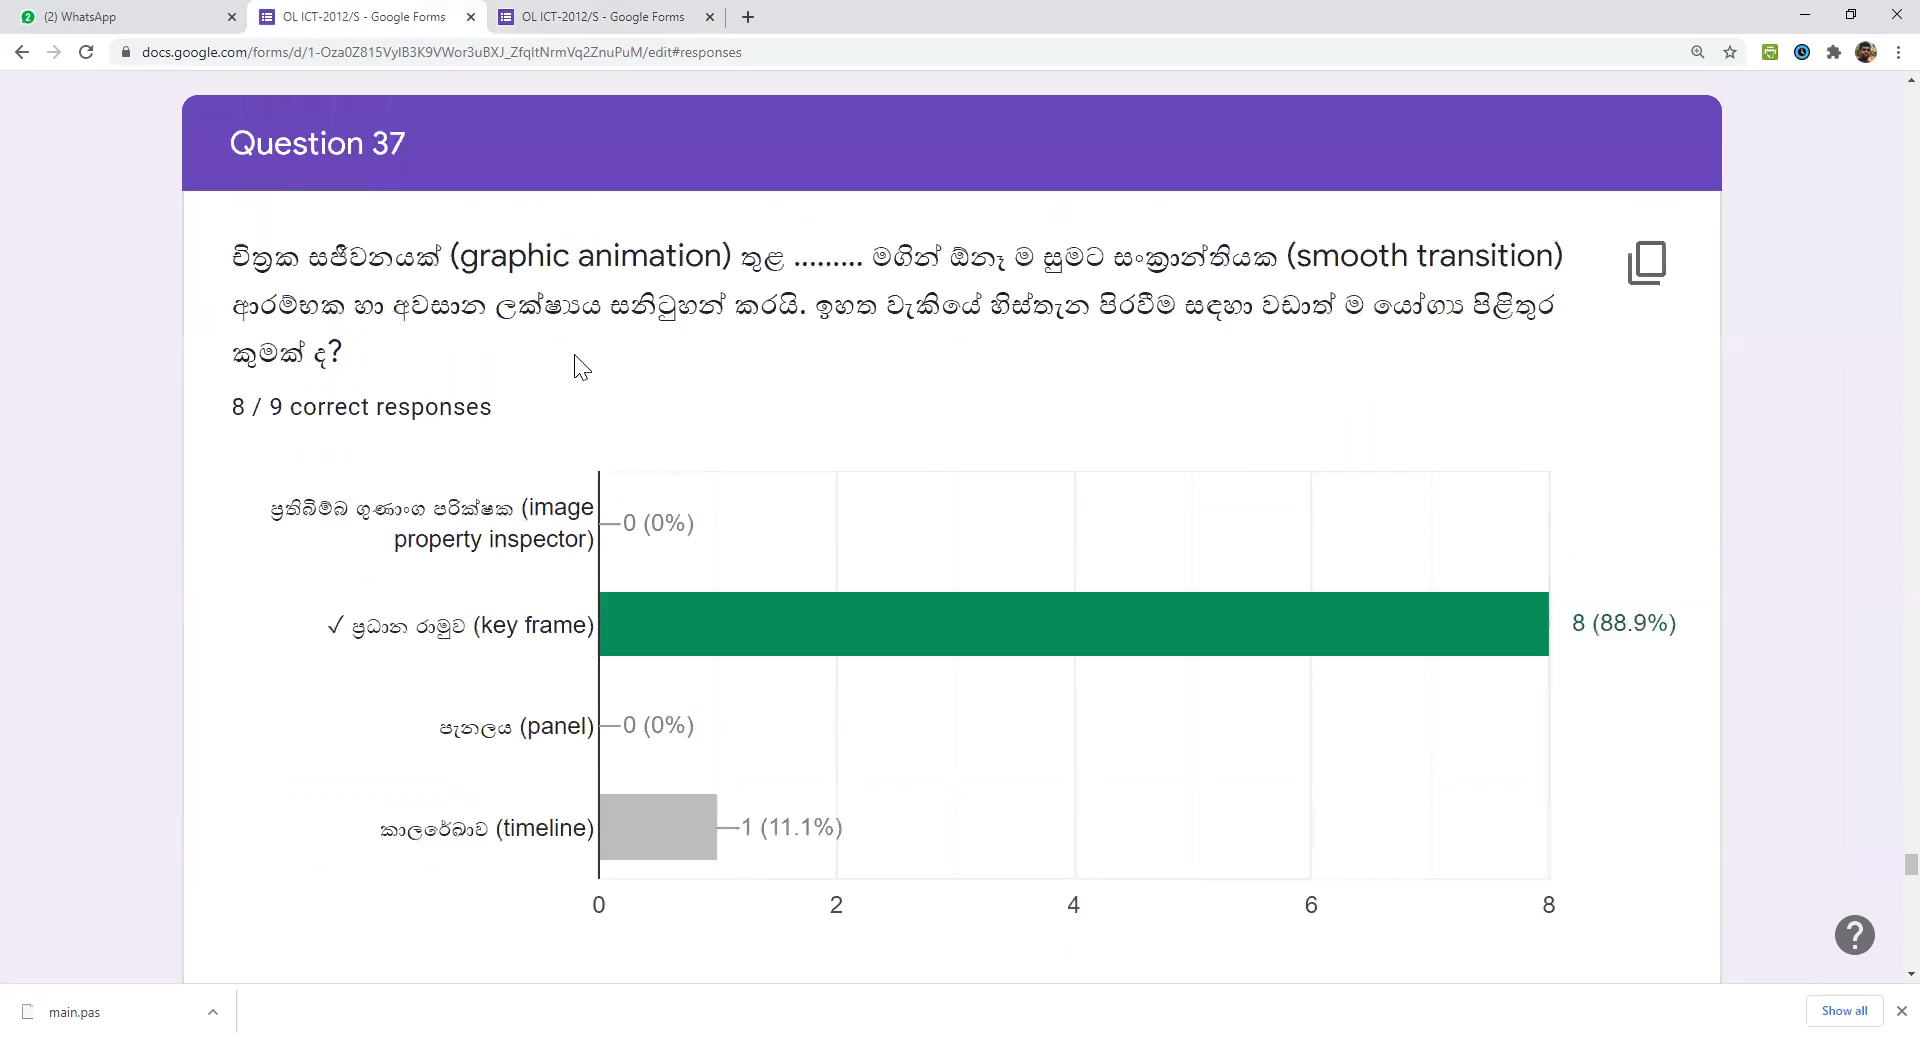 (2) WhatsApp
OL ICT-2012/S - Google Forms
OL ICT-2012/S - Google Forms
docs.google.com/forms/d/1-Oza0Z815VylB3K9VWor3uBXJ_ZfqltNrmVq2ZnuPuM/edit#responses
Question 37
චිත්‍රක සජීවනයක් (graphic animation) තුළ ......... මගින් ඕනෑ ම සුමට සංක්‍රාන්තියක (smooth transition)
ආරම්භක හා අවසාන ලක්ෂ්‍යය සනිටුහන් කරයි. ඉහත වැකියේ හිස්තැන පිරවීම සඳහා වඩාත් ම යෝග්‍ය පිළිතුර
කුමක් ද?
8 / 9 correct responses
ප්‍රතිබිම්බ ගුණාංග පරික්ෂක (image
property inspector)
0 (0%)
✓ ප්‍රධාන රාමුව (key frame)
8 (88.9%)
පැනලය (panel)
0 (0%)
කාලරේඛාව (timeline)
1 (11.1%)
0 2 4 6 8
main.pas
Show all